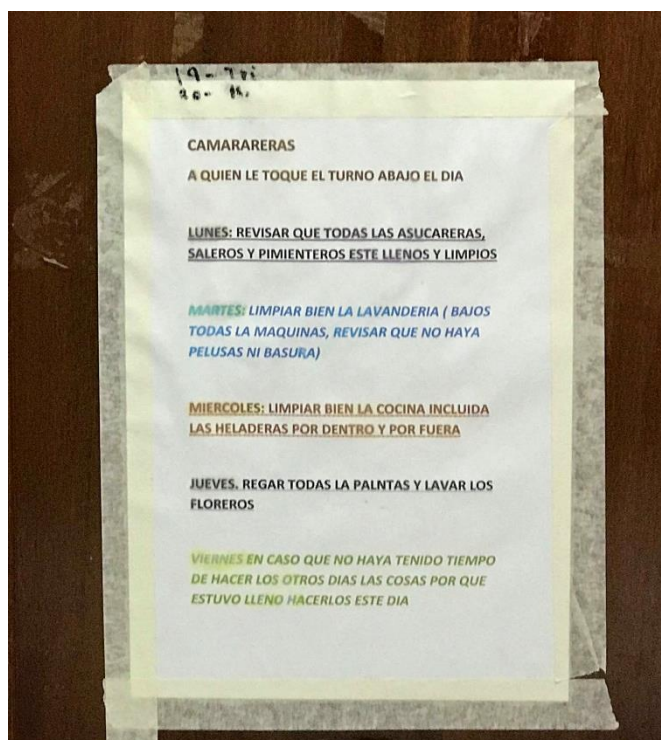 19-
20-
CAMARARERAS
A QUIEN LE TOQUE EL TURNO ABAJO EL DIA
LUNES: REVISAR QUE TODAS LAS ASUCARERAS,
SALEROS Y PIMIENTEROS ESTE LLENOS Y LIMPIOS
MARTES: LIMPIAR BIEN LA LAVANDERIA ( BAJOS
TODAS LA MAQUINAS, REVISAR QUE NO HAYA
PELUSAS NI BASURA)
MIERCOLES: LIMPIAR BIEN LA COCINA INCLUIDA
LAS HELADERAS POR DENTRO Y POR FUERA
JUEVES. REGAR TODAS LA PALNTAS Y LAVAR LOS
FLOREROS
VIERNES EN CASO QUE NO HAYA TENIDO TIEMPO
DE HACER LOS OTROS DIAS LAS COSAS POR QUE
ESTUVO LLENO HACERLOS ESTE DIA